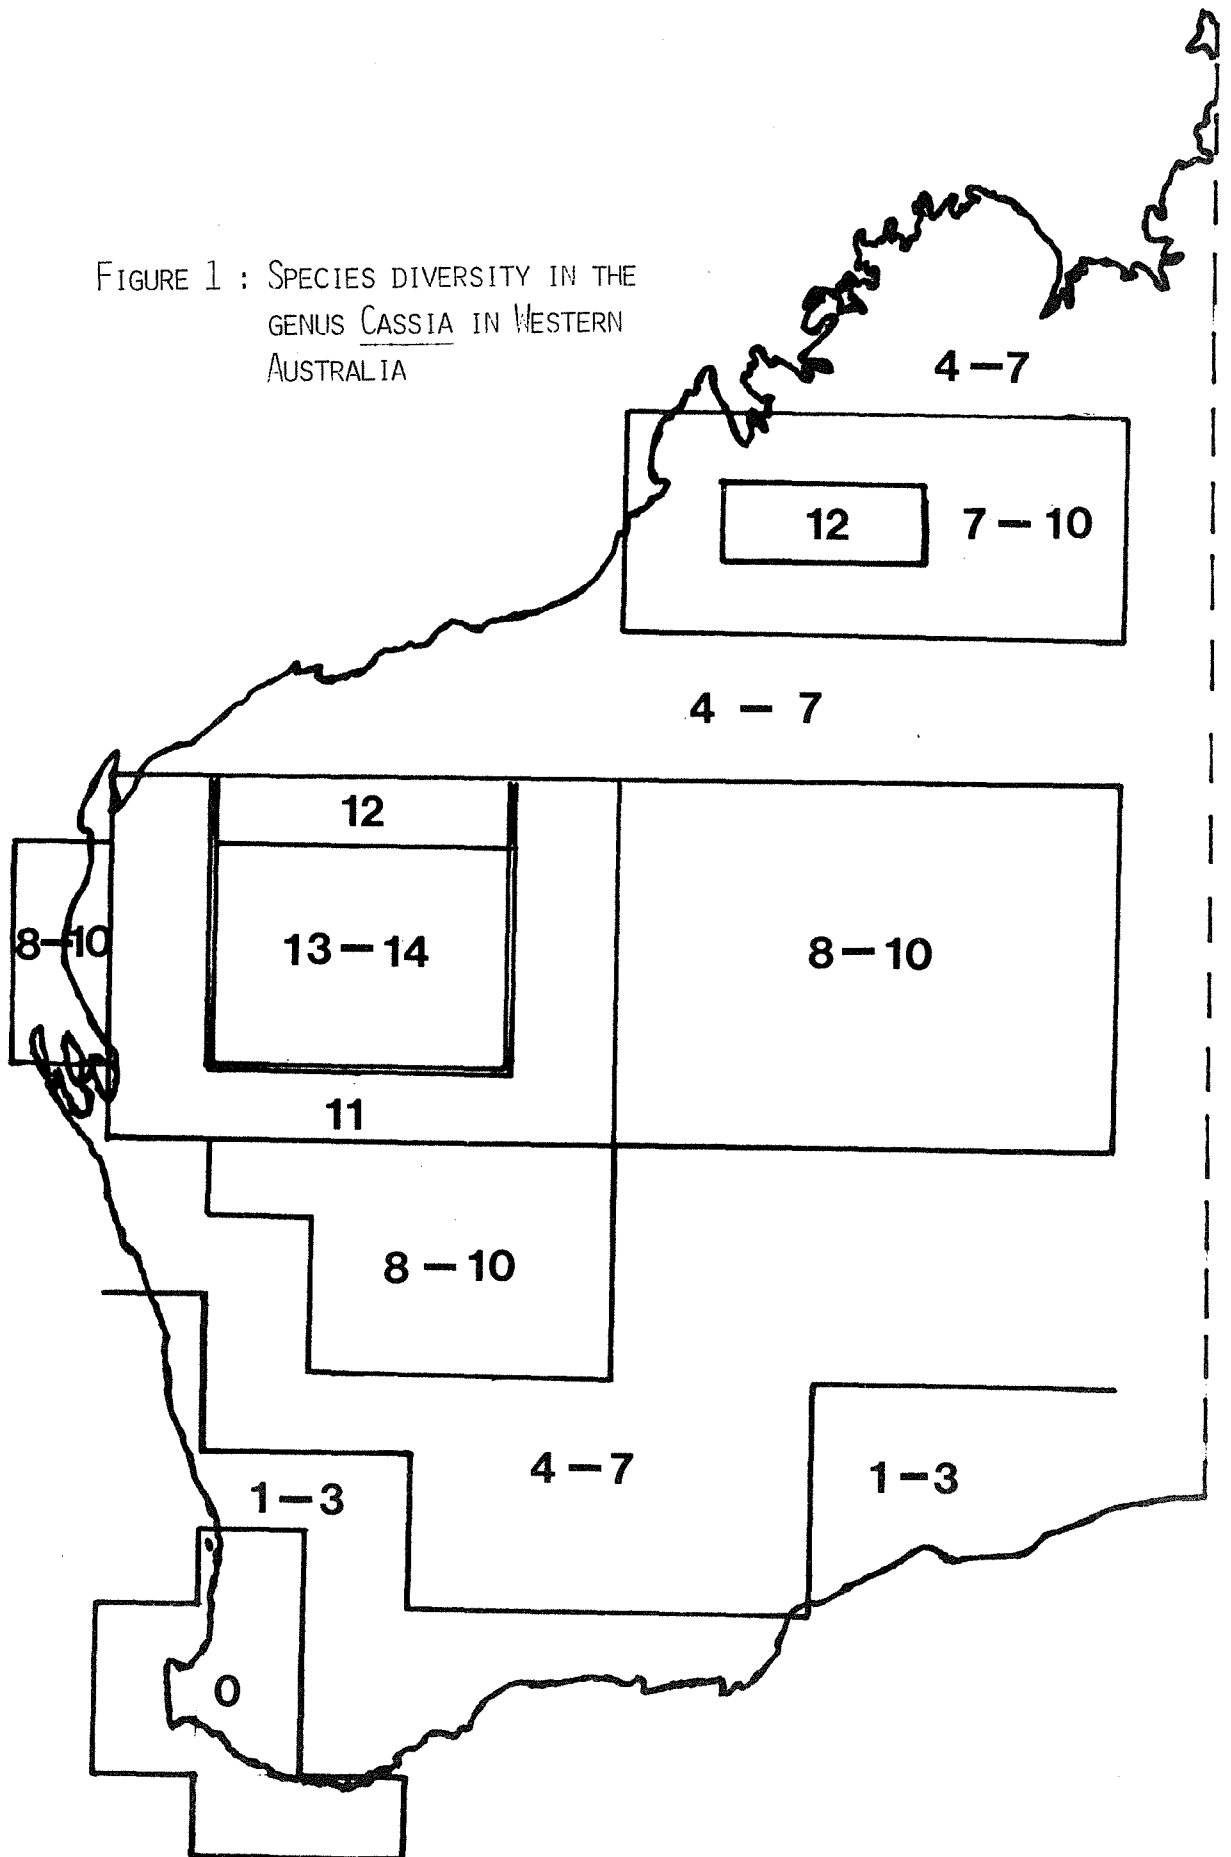 FIGURE 1 : SPECIES DIVERSITY IN THE
GENUS CASSIA IN WESTERN
AUSTRALIA
4 – 7
12
7 – 10
4 – 7
12
8–10
13 – 14
8 – 10
11
8 – 10
4 – 7
1 – 3
1 – 3
0